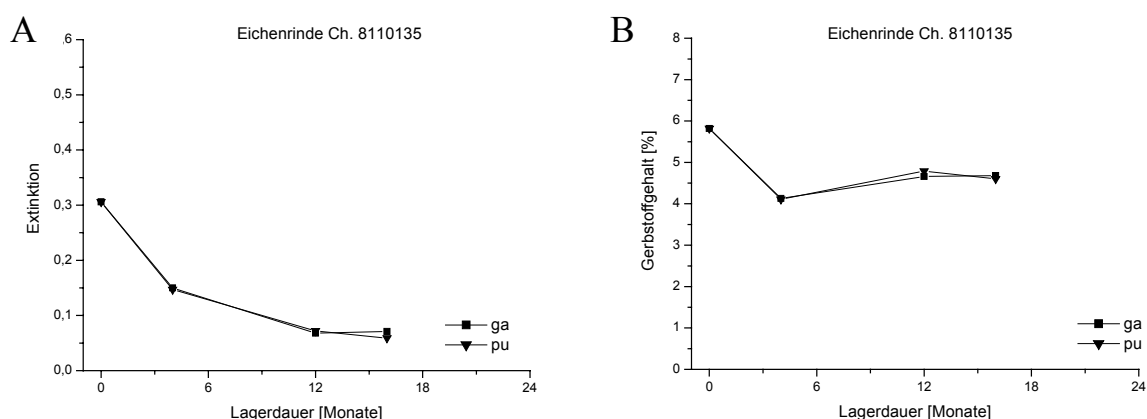 A
Eichenrinde Ch. 8110135
,6
0,5
0,4
0,3
0,2
0,1
0,0
Extinktion
0 6 12 18 24
Lagerdauer [Monate]
ga
pu
B
Eichenrinde Ch. 8110135
8
7
6
5
4
3
2
1
0
Gerbstoffgehalt [%]
0 6 12 18 24
Lagerdauer [Monate]
ga
pu